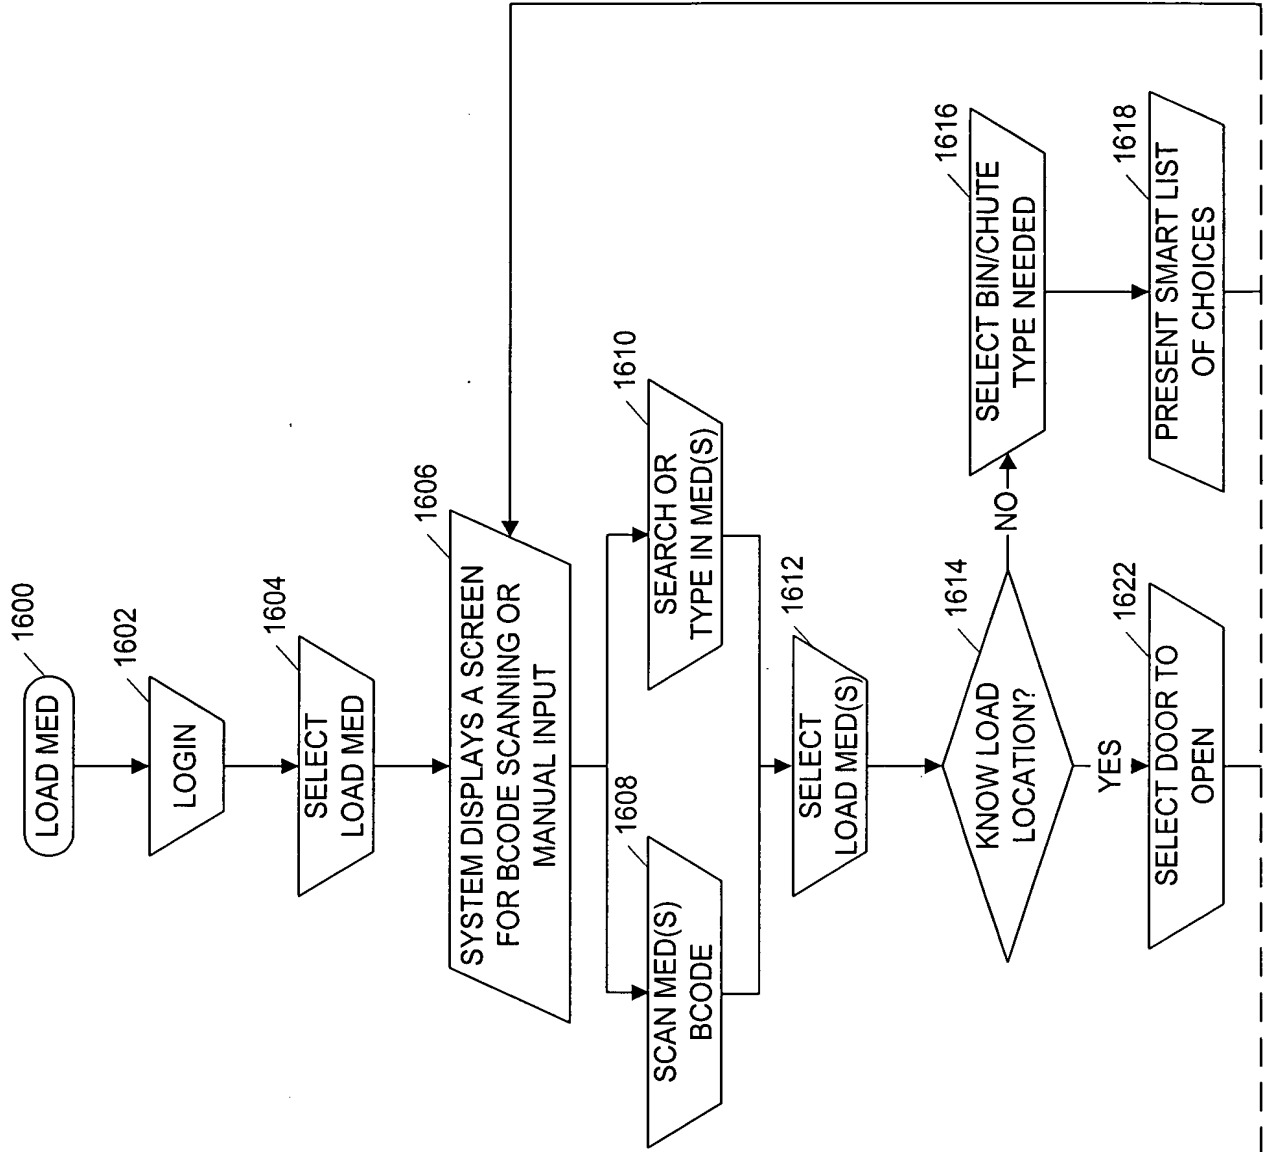 1600
LOAD MED
1602
LOGIN
1604
SELECT
LOAD MED
1606
SYSTEM DISPLAYS A SCREEN
FOR BCODE SCANNING OR
MANUAL INPUT
1608
SCAN MED(S)
BCODE
1610
SEARCH OR
TYPE IN MED(S)
1612
SELECT
LOAD MED(S)
1614
KNOW LOAD
LOCATION?
NO
YES
1616
SELECT BIN/CHUTE
TYPE NEEDED
1618
PRESENT SMART LIST
OF CHOICES
1622
SELECT DOOR TO
OPEN